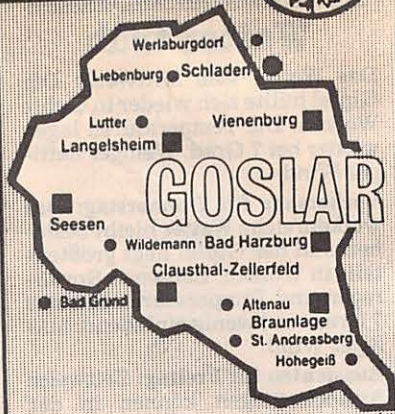 Werlaburgdorf
Liebenburg Schladen
Lutter Vienenburg
Langelsheim
GOSLAR
Seesen
Wildemann Bad Harzburg
Clausthal-Zellerfeld
Bad Grund Altenau
Braunlage
St. Andreasberg
Hohegeiß